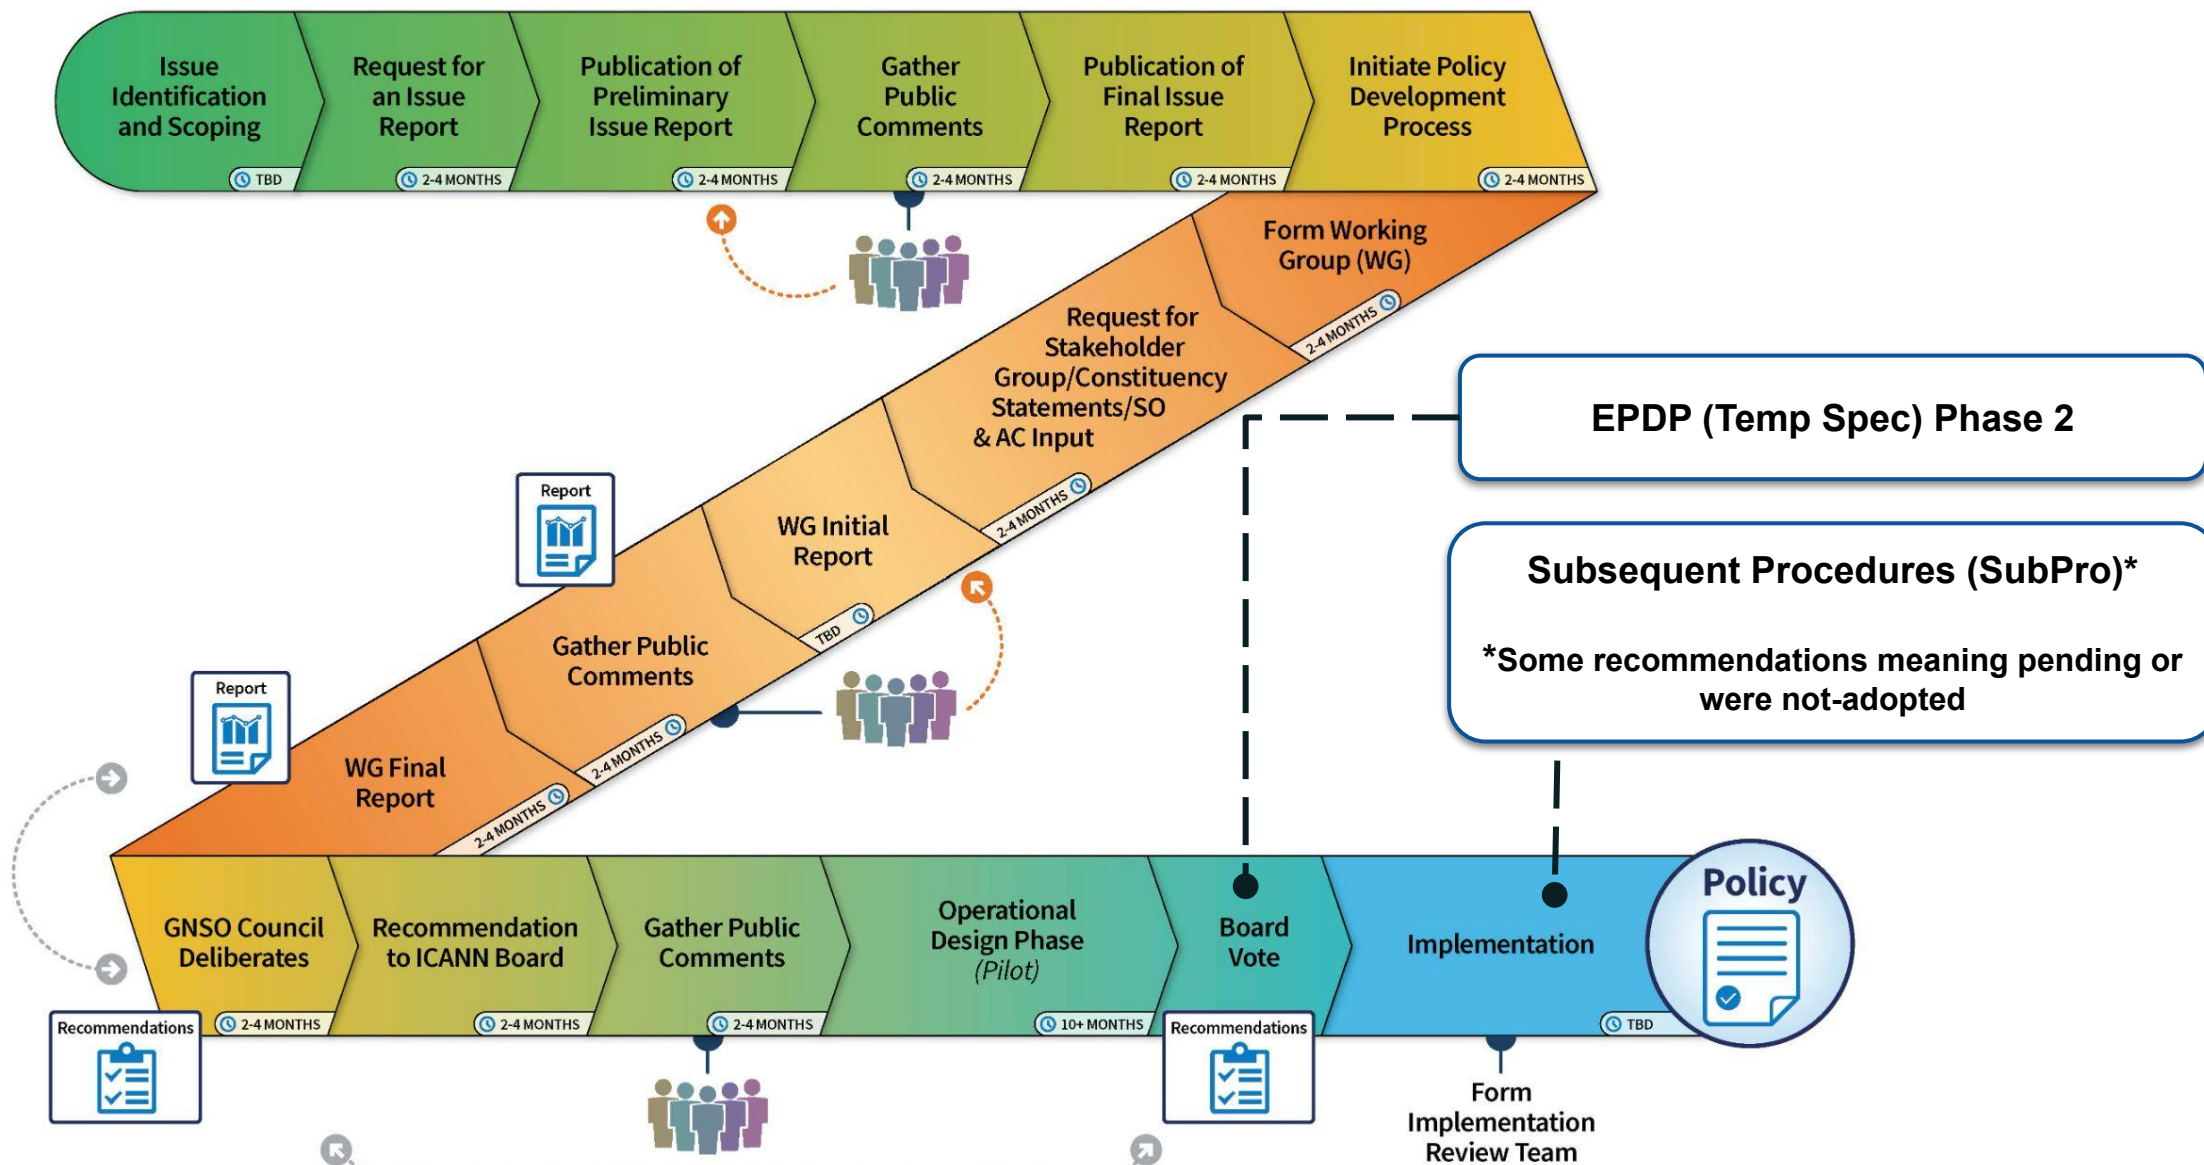 Issue
Identification
and Scoping
TBD
Request for
an Issue
Report
2-4 MONTHS
Publication of
Preliminary
Issue Report
2-4 MONTHS
Gather
Public
Comments
2-4 MONTHS
Publication of
Final Issue
Report
2-4 MONTHS
Initiate Policy
Development
Process
2-4 MONTHS
Form Working
Group (WG)
2-4 MONTHS
Request for
Stakeholder
Group/Constituency
Statements/SO
& AC Input
2-4 MONTHS
WG Initial
Report
TBD
Report
Gather Public
Comments
2-4 MONTHS
Report
WG Final
Report
2-4 MONTHS
EPDP (Temp Spec) Phase 2
Subsequent Procedures (SubPro)*
*Some recommendations meaning pending or
were not-adopted
GNSO Council
Deliberates
2-4 MONTHS
Recommendations
Recommendation
to ICANN Board
2-4 MONTHS
Gather Public
Comments
2-4 MONTHS
Operational
Design Phase
(Pilot)
10+ MONTHS
Board
Vote
Recommendations
Implementation
TBD
Policy
Form
Implementation
Review Team